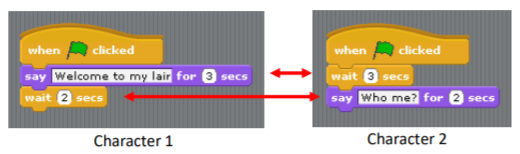 when clicked
say Welcome to my lair for 3 secs
wait 2 secs
Character 1
when clicked
wait 3 secs
say Who me? for 2 secs
Character 2